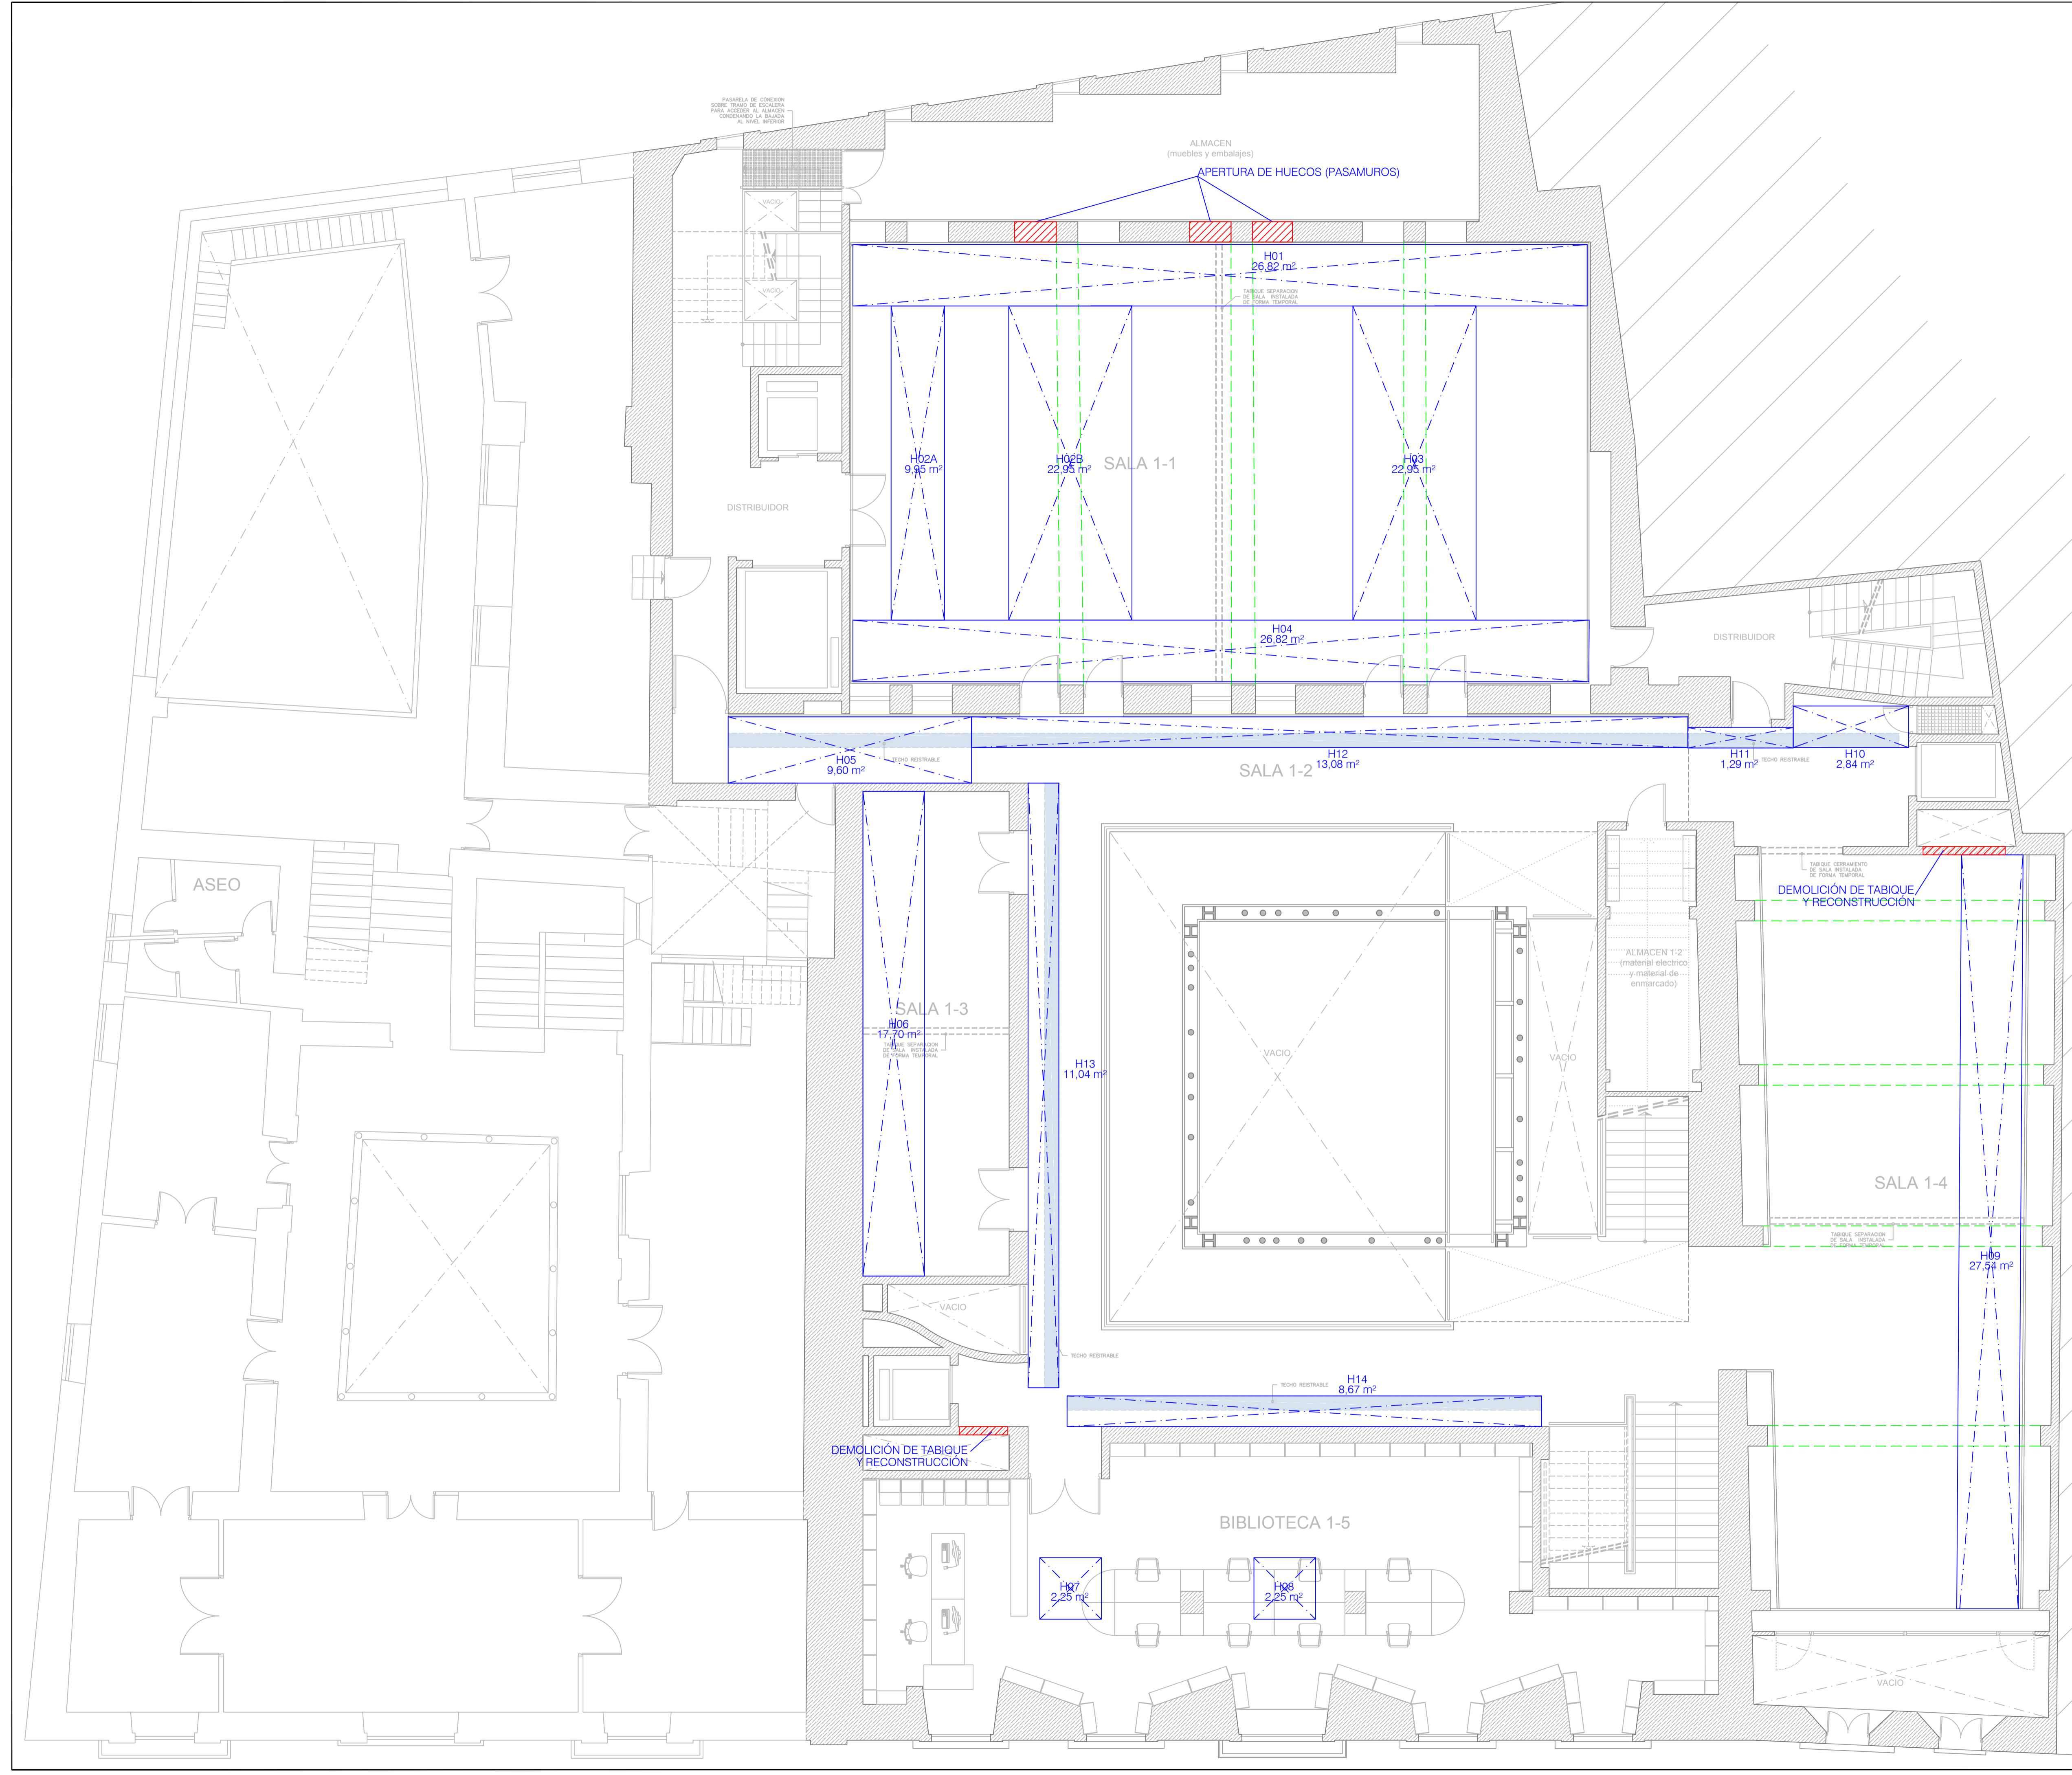 PASARELA DE CONEXION
SOBRE TRAMO DE ESCALERA
PARA ACCEDER AL ALMACEN
CONDENANDO LA BAJADA
AL NIVEL INFERIOR
ALMACEN
(muebles y embalajes)
APERTURA DE HUECOS (PASAMUROS)
VACIO
VACIO
H01
26,82 m²
TABIQUE SEPARACION
DE SALA INSTALADA
DE FORMA TEMPORAL
H02A
9,95 m²
H02B
22,95 m²
SALA 1-1
H03
22,95 m²
DISTRIBUIDOR
H04
26,82 m²
DISTRIBUIDOR
H05
9,60 m²
TECHO REISTRABLE
H12
13,08 m²
SALA 1-2
H11
1,29 m²
TECHO REISTRABLE
H10
2,84 m²
ASEO
TABIQUE CERRAMIENTO
DE SALA INSTALADA
DE FORMA TEMPORAL
DEMOLICIÓN DE TABIQUE
Y RECONSTRUCCIÓN
ALMACEN 1-2
(material electrico
y material de
enmarcado)
SALA 1-3
H06
17,70 m²
TABIQUE SEPARACION
DE SALA INSTALADA
DE FORMA TEMPORAL
H13
11,04 m²
VACIO
VACIO
SALA 1-4
TABIQUE SEPARACION
DE SALA INSTALADA
DE FORMA TEMPORAL
H09
27,54 m²
VACIO
TECHO REISTRABLE
TECHO REISTRABLE
H14
8,67 m²
DEMOLICIÓN DE TABIQUE
Y RECONSTRUCCIÓN
BIBLIOTECA 1-5
H07
2,25 m²
H08
2,25 m²
VACIO